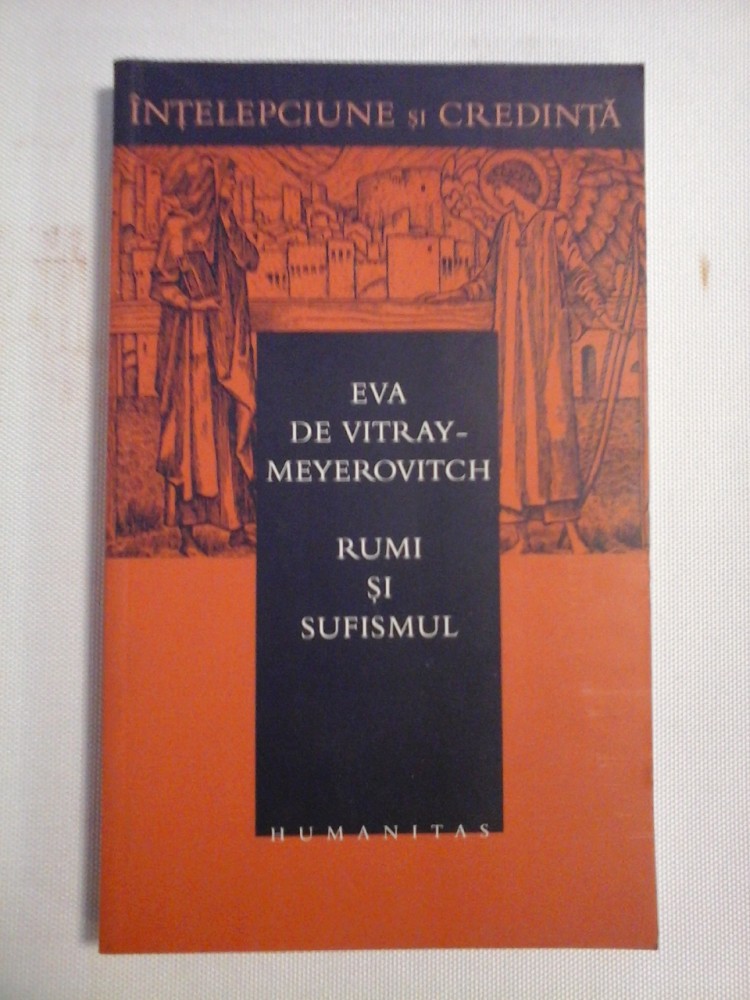 ÎNȚELEPCIUNE ȘI CREDINȚĂ
EVA
DE VITRAY-
MEYEROVITCH
RUMI
ȘI
SUFISMUL
HUMANITAS